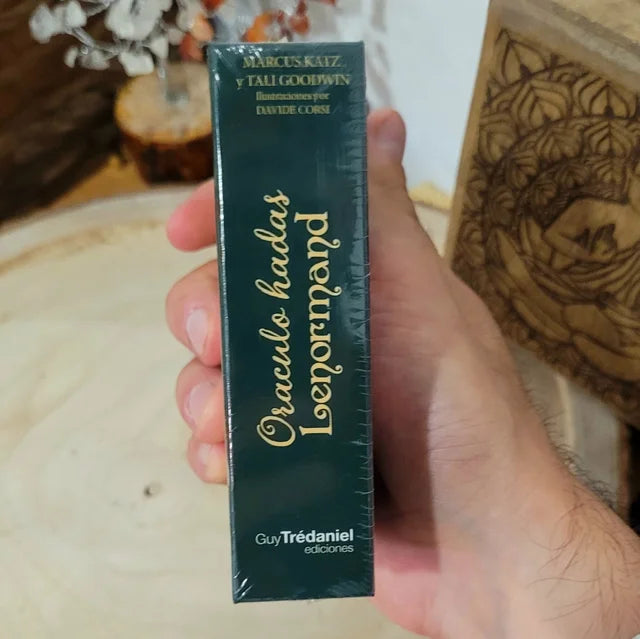 MARCUS KATZ
y TALI GOODWIN
Ilustraciones por
DAVIDE CORSI
Oraculo hadas
Lenormand
GuyTrédaniel
ediciones